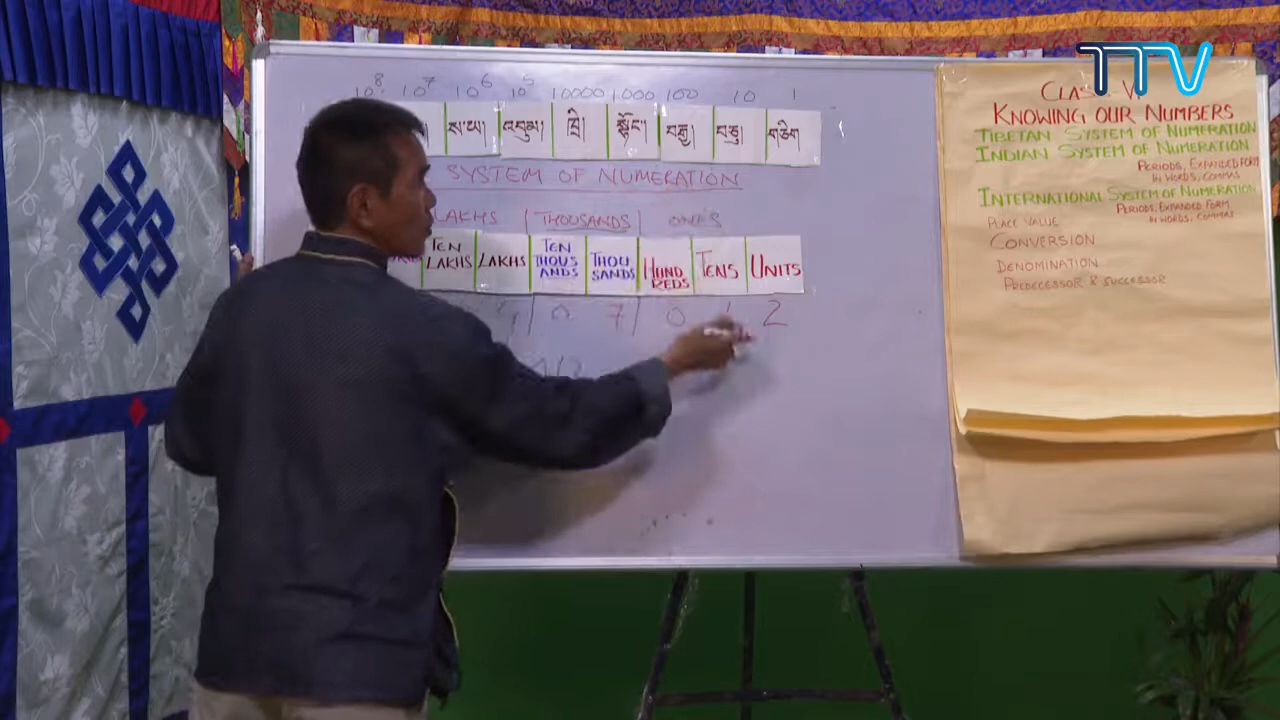 TTV
10⁸ 10⁷ 10⁶ 10⁵ 10000 1000 100 10 1
ས་ཡ། འབུམ། ཁྲི། སྟོང་། བརྒྱ། བཅུ། གཅིག
SYSTEM OF NUMERATION
LAKHS THOUSANDS ONES
TEN LAKHS LAKHS TEN THOUSANDS THOUSANDS HUNDREDS TENS UNITS
0 7 0 1 2
CLASS VI
KNOWING OUR NUMBERS
TIBETAN SYSTEM OF NUMERATION
INDIAN SYSTEM OF NUMERATION
PERIODS, EXPANDED FORM
IN WORDS, COMMAS
INTERNATIONAL SYSTEM OF NUMERATION
PERIODS, EXPANDED FORM
IN WORDS, COMMAS
PLACE VALUE
CONVERSION
DENOMINATION
PREDECESSOR & SUCCESSOR